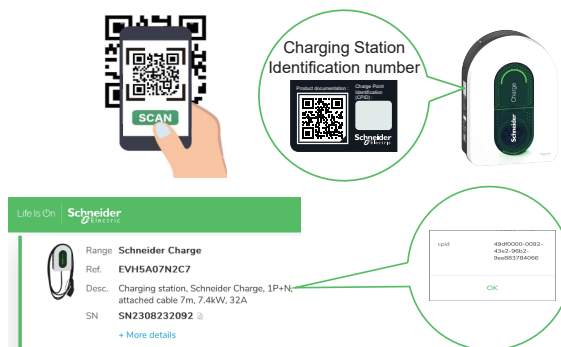 SCAN
Charging Station
Identification number
Product documentation :
Charge Point
Identification
(CPID) :
Schneider
Electric
Charge
Schneider
Life Is On
Schneider
Electric
Range Schneider Charge
Ref. EVH5A07N2C7
Desc. Charging station, Schneider Charge, 1P+N,
attached cable 7m, 7.4kW, 32A
SN SN2308232092
+ More details
cpid 49df0000-0092-
43e2-96b2-
9ee883784066
OK